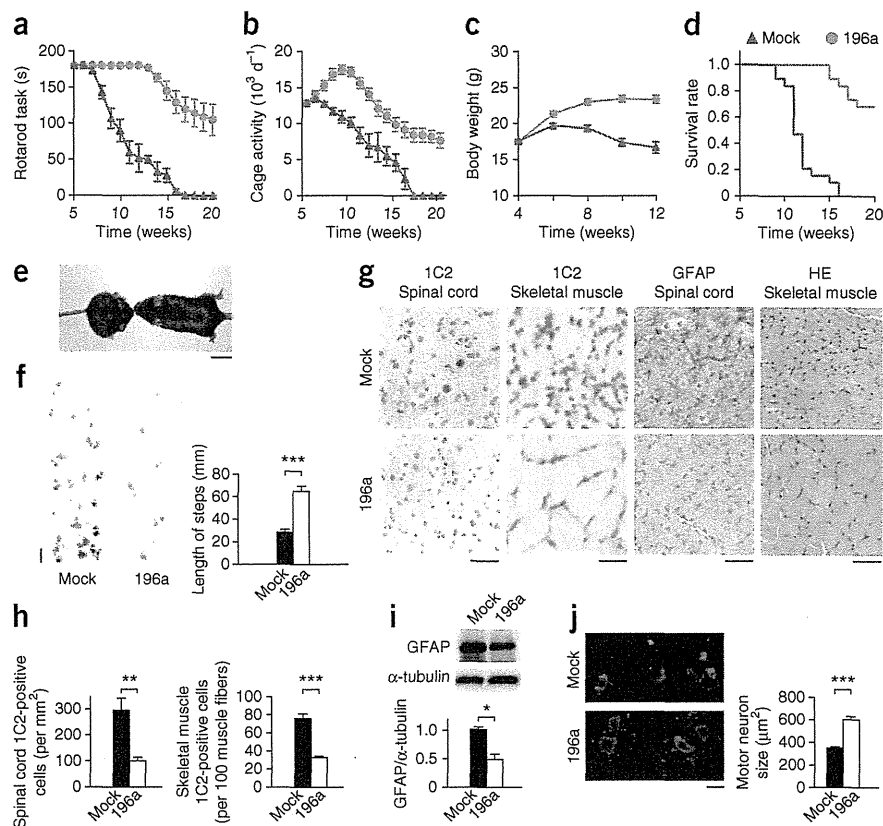 a
Rotarod task (s)
200
150
100
50
0
5 10 15 20
Time (weeks)
b
Cage activity (10³ d⁻¹)
20
15
10
5
0
5 10 15 20
Time (weeks)
c
Body weight (g)
30
27
23
19
15
4 6 8 10 12
Time (weeks)
d
Mock 196a
Survival rate
1.0
0.8
0.6
0.4
0.2
0
5 10 15 20
Time (weeks)
e
f
Mock 196a
Length of steps (mm)
80
60
40
20
0
***
Mock
196a
g
1C2
Spinal cord
1C2
Skeletal muscle
GFAP
Spinal cord
HE
Skeletal muscle
Mock
196a
h
Spinal cord 1C2-positive
cells (per mm²)
300
200
100
0
**
Mock
196a
Skeletal muscle
1C2-positive cells
(per 100 muscle fibers)
100
80
60
40
20
0
***
Mock
196a
i
Mock
196a
GFAP
α-tubulin
GFAP/α-tubulin
1.0
0.5
0
*
Mock
196a
j
Mock
196a
Motor neuron
size (μm²)
800
600
400
200
0
***
Mock
196a